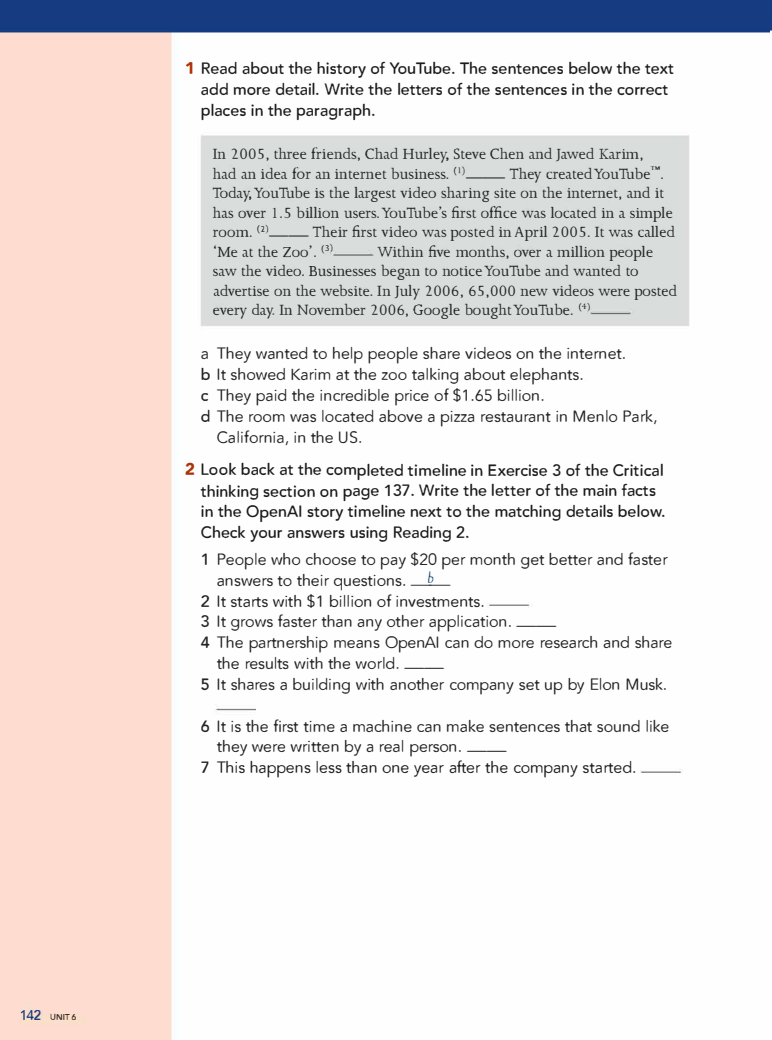 1 Read about the history of YouTube. The sentences below the text
add more detail. Write the letters of the sentences in the correct
places in the paragraph.
In 2005, three friends, Chad Hurley, Steve Chen and Jawed Karim,
had an idea for an internet business. (1)_____ They created YouTube™.
Today, YouTube is the largest video sharing site on the internet, and it
has over 1.5 billion users. YouTube's first office was located in a simple
room. (2)_____ Their first video was posted in April 2005. It was called
'Me at the Zoo'. (3)_____ Within five months, over a million people
saw the video. Businesses began to notice YouTube and wanted to
advertise on the website. In July 2006, 65,000 new videos were posted
every day. In November 2006, Google bought YouTube. (4)_____
a They wanted to help people share videos on the internet.
b It showed Karim at the zoo talking about elephants.
c They paid the incredible price of $1.65 billion.
d The room was located above a pizza restaurant in Menlo Park,
California, in the US.
2 Look back at the completed timeline in Exercise 3 of the Critical
thinking section on page 137. Write the letter of the main facts
in the OpenAI story timeline next to the matching details below.
Check your answers using Reading 2.
1 People who choose to pay $20 per month get better and faster
answers to their questions. __b__
2 It starts with $1 billion of investments. _____
3 It grows faster than any other application. _____
4 The partnership means OpenAI can do more research and share
the results with the world. _____
5 It shares a building with another company set up by Elon Musk.
_____
6 It is the first time a machine can make sentences that sound like
they were written by a real person. _____
7 This happens less than one year after the company started. _____
142 UNIT 6